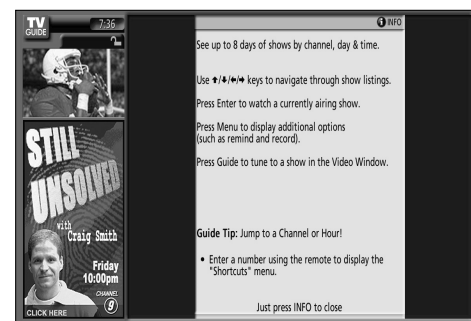 TV
GUIDE
7:36
STILL
UNSOLVED
with
Craig Smith
Friday
10:00pm
CHANNEL
9
CLICK HERE
i INFO
See up to 8 days of shows by channel, day & time.
Use ↑/↓/←/→ keys to navigate through show listings.
Press Enter to watch a currently airing show.
Press Menu to display additional options
(such as remind and record).
Press Guide to tune to a show in the Video Window.
Guide Tip: Jump to a Channel or Hour!
• Enter a number using the remote to display the
"Shortcuts" menu.
Just press INFO to close